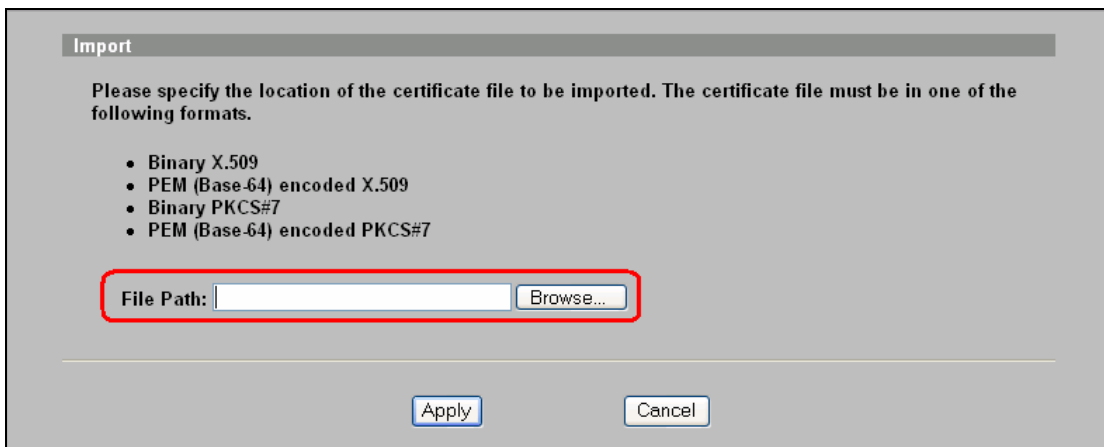 Import
Please specify the location of the certificate file to be imported. The certificate file must be in one of the
following formats.
• Binary X.509
• PEM (Base-64) encoded X.509
• Binary PKCS#7
• PEM (Base-64) encoded PKCS#7
File Path: Browse...
Apply Cancel